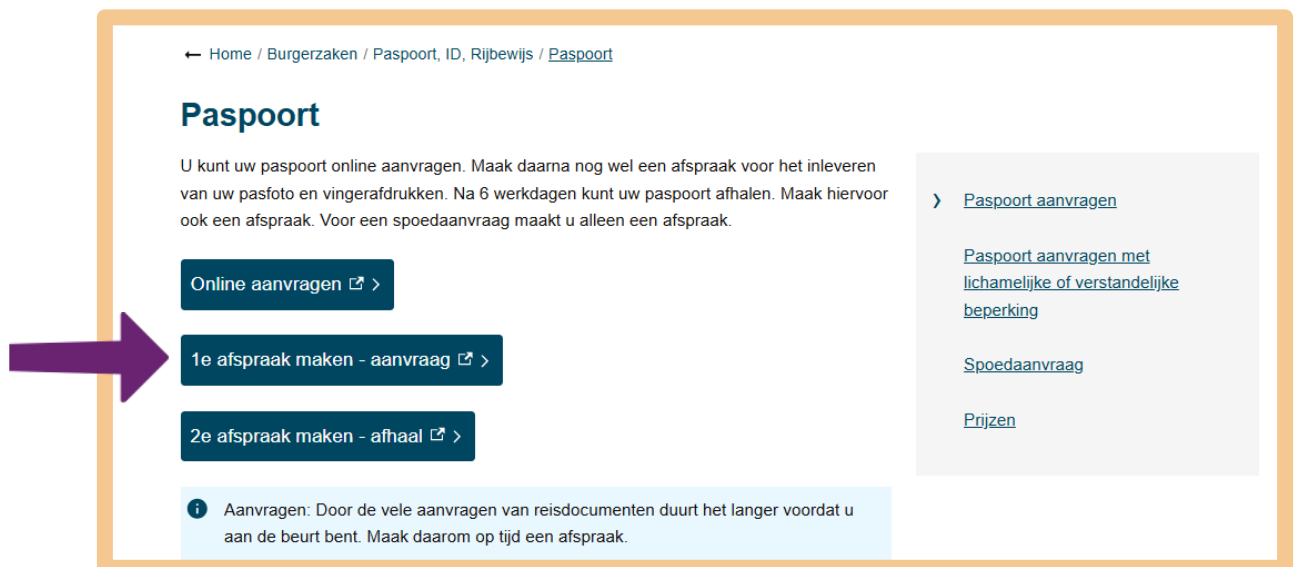 ← Home / Burgerzaken / Paspoort, ID, Rijbewijs / Paspoort
Paspoort
U kunt uw paspoort online aanvragen. Maak daarna nog wel een afspraak voor het inleveren
van uw pasfoto en vingerafdrukken. Na 6 werkdagen kunt uw paspoort afhalen. Maak hiervoor
ook een afspraak. Voor een spoedaanvraag maakt u alleen een afspraak.
Online aanvragen
1e afspraak maken - aanvraag
2e afspraak maken - afhaal
Aanvragen: Door de vele aanvragen van reisdocumenten duurt het langer voordat u
aan de beurt bent. Maak daarom op tijd een afspraak.
Paspoort aanvragen
Paspoort aanvragen met
lichamelijke of verstandelijke
beperking
Spoedaanvraag
Prijzen